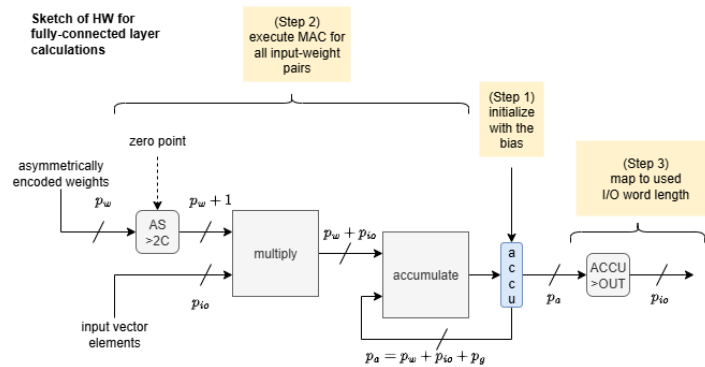 Sketch of HW for
fully-connected layer
calculations
(Step 2)
execute MAC for
all input-weight
pairs
(Step 1)
initialize
with the
bias
(Step 3)
map to used
I/O word length
zero point
asymmetrically
encoded weights
p_w
p_w + 1
AS
>2C
multiply
p_w + p_io
accumulate
a
c
c
u
p_a
ACCU
>OUT
p_io
p_io
input vector
elements
p_a = p_w + p_io + p_g